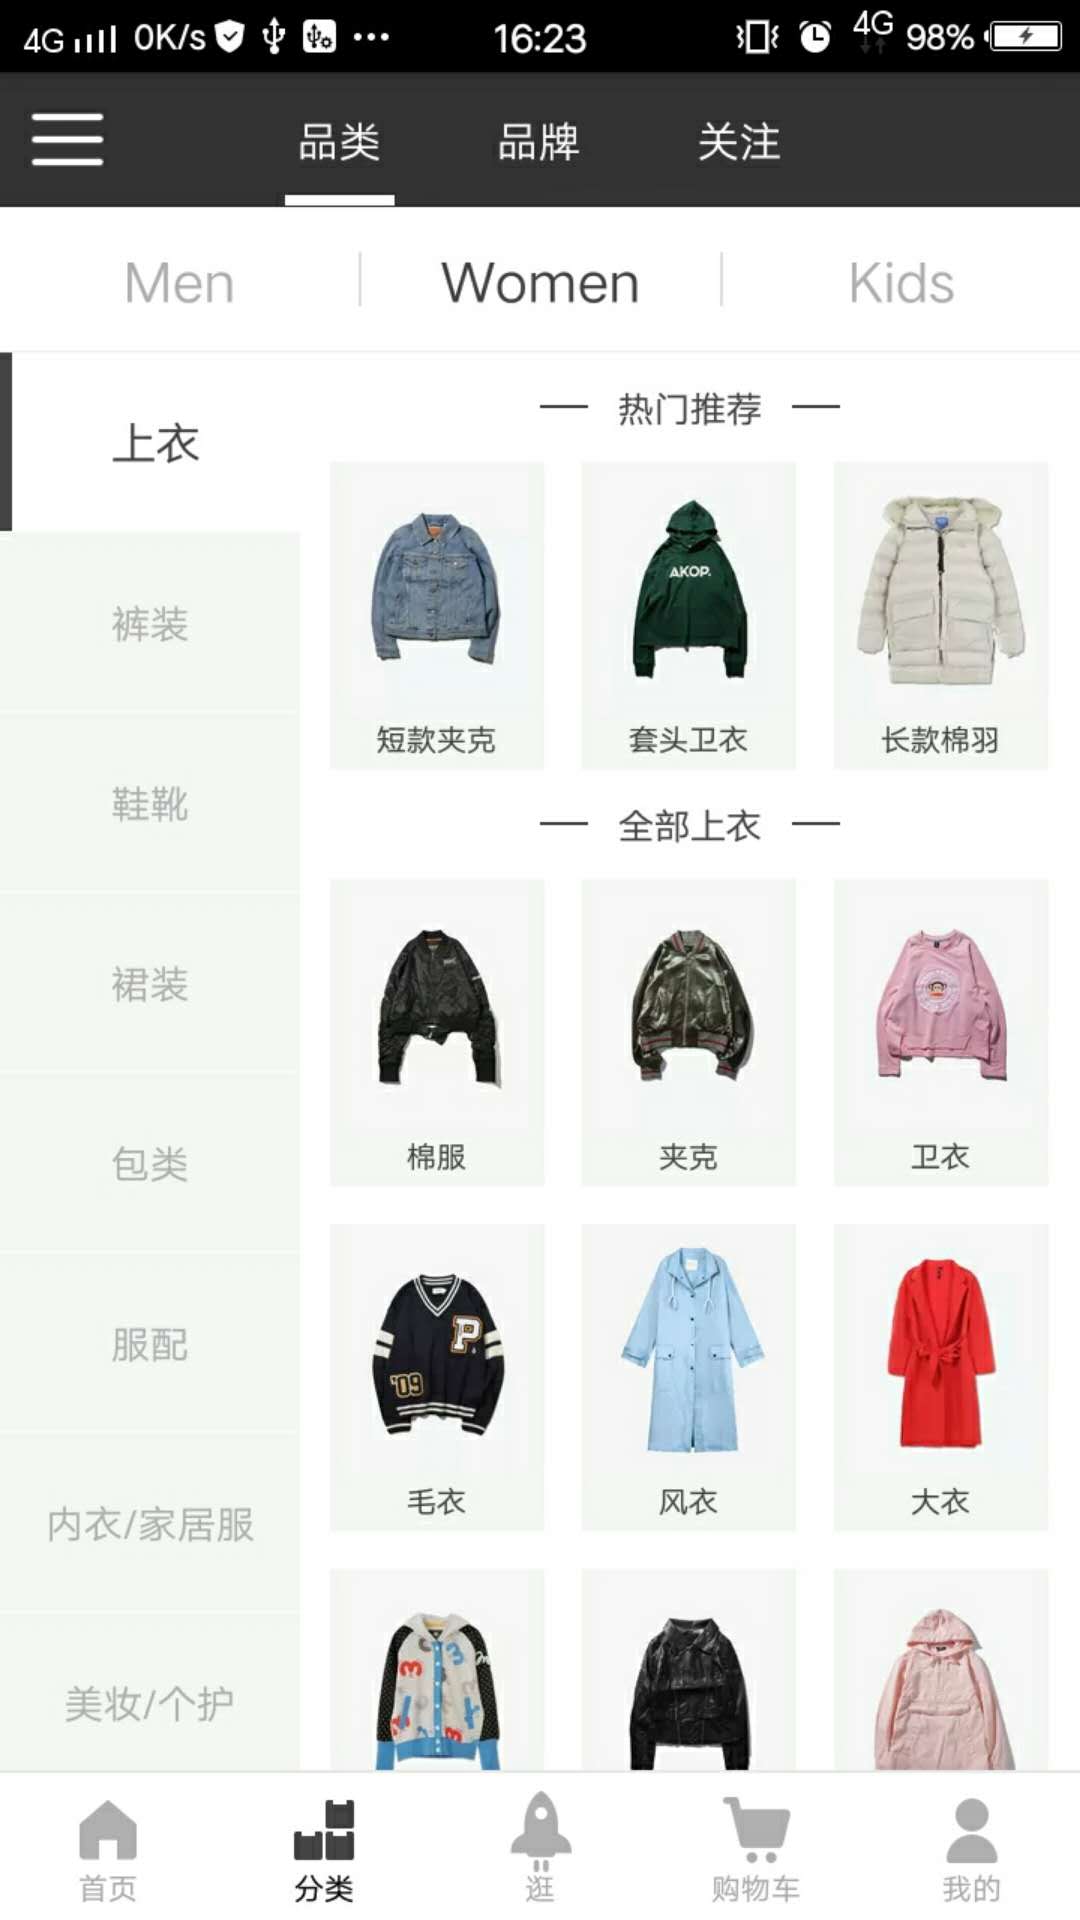 4G 0K/s 16:23 4G 98%
品类 品牌 关注
Men Women Kids
上衣
裤装
鞋靴
裙装
包类
服配
内衣/家居服
美妆/个护
热门推荐
AKOP.
短款夹克 套头卫衣 长款棉羽
全部上衣
棉服 夹克 卫衣
P
'09
毛衣 风衣 大衣
首页 分类 逛 购物车 我的